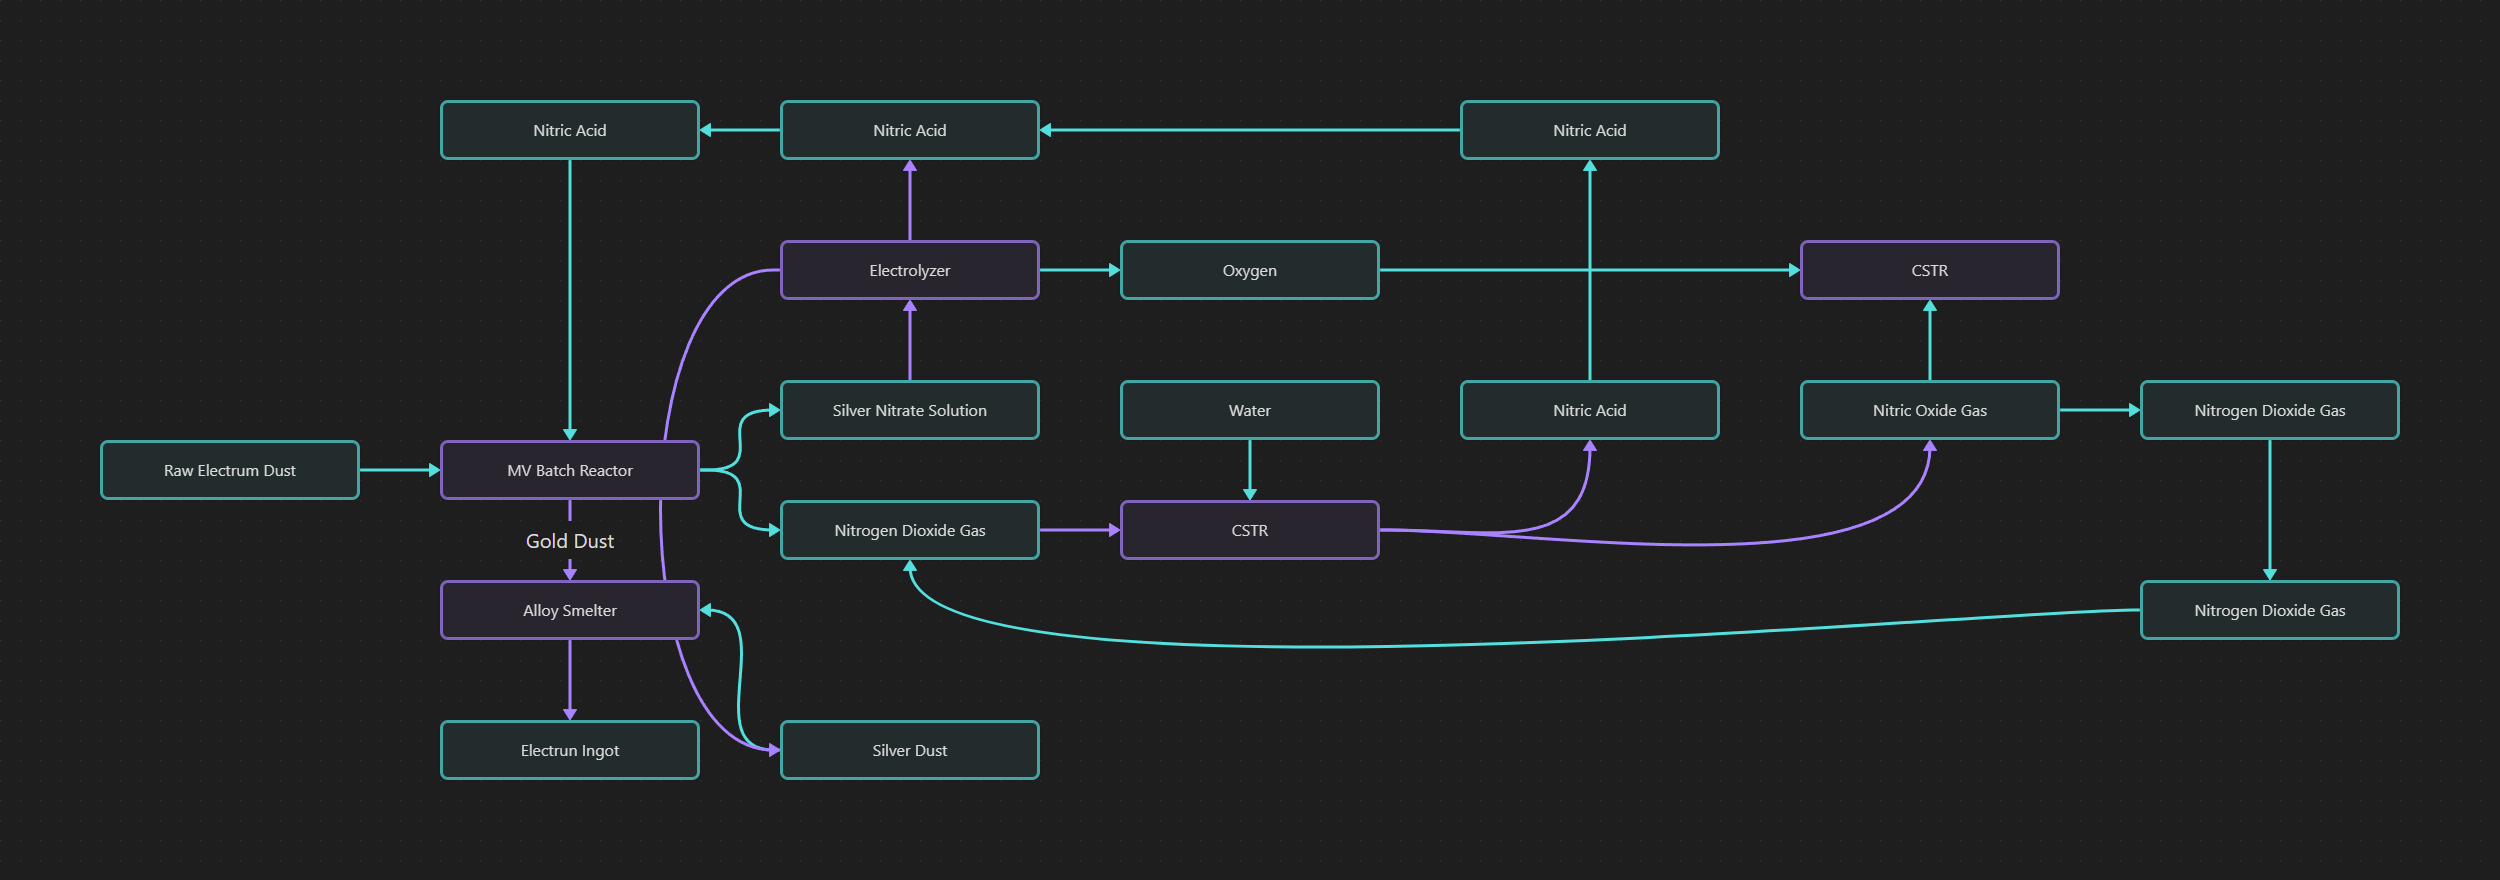 Nitric Acid
Nitric Acid
Nitric Acid
Electrolyzer
Oxygen
CSTR
Silver Nitrate Solution
Water
Nitric Acid
Nitric Oxide Gas
Nitrogen Dioxide Gas
Raw Electrum Dust
MV Batch Reactor
Nitrogen Dioxide Gas
CSTR
Gold Dust
Alloy Smelter
Nitrogen Dioxide Gas
Electrun Ingot
Silver Dust